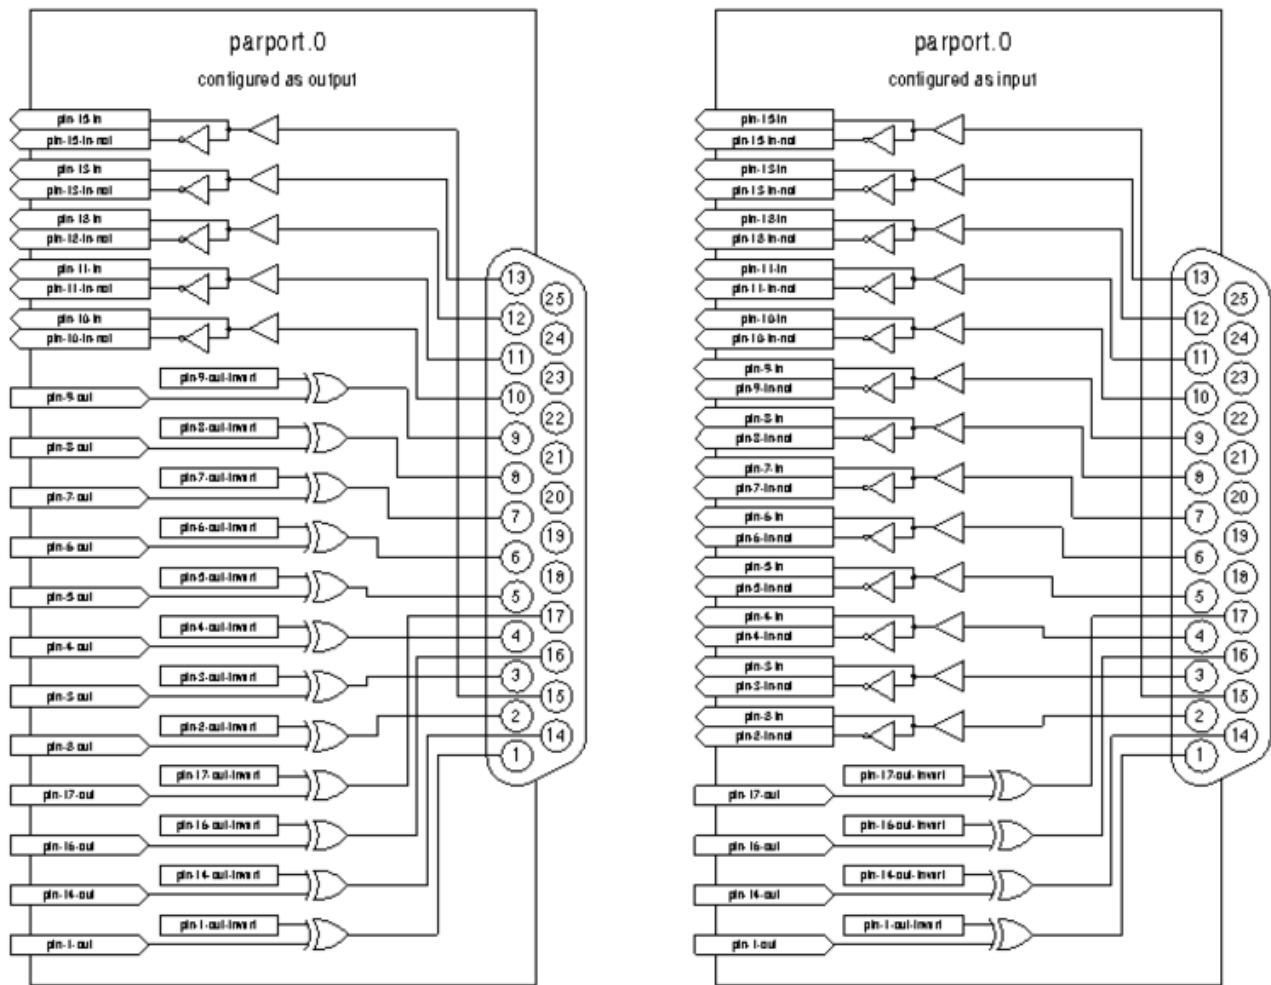 parport.0
configured as output
pin-15-in
pin-15-in-not
pin-13-in
pin-13-in-not
pin-12-in
pin-12-in-not
pin-11-in
pin-11-in-not
pin-10-in
pin-10-in-not
pin-9-out-invert
pin-9-out
pin-8-out-invert
pin-8-out
pin-7-out-invert
pin-7-out
pin-6-out-invert
pin-6-out
pin-5-out-invert
pin-5-out
pin-4-out-invert
pin-4-out
pin-3-out-invert
pin-3-out
pin-2-out-invert
pin-2-out
pin-17-out-invert
pin-17-out
pin-16-out-invert
pin-16-out
pin-14-out-invert
pin-14-out
pin-1-out-invert
pin-1-out
13
25
12
24
11
23
10
22
9
21
8
20
7
19
6
18
5
17
4
16
3
15
2
14
1
parport.0
configured as input
pin-15-in
pin-15-in-not
pin-13-in
pin-13-in-not
pin-12-in
pin-12-in-not
pin-11-in
pin-11-in-not
pin-10-in
pin-10-in-not
pin-9-in
pin-9-in-not
pin-8-in
pin-8-in-not
pin-7-in
pin-7-in-not
pin-6-in
pin-6-in-not
pin-5-in
pin-5-in-not
pin-4-in
pin-4-in-not
pin-3-in
pin-3-in-not
pin-2-in
pin-2-in-not
pin-17-out-invert
pin-17-out
pin-16-out-invert
pin-16-out
pin-14-out-invert
pin-14-out
pin-1-out-invert
pin-1-out
13
25
12
24
11
23
10
22
9
21
8
20
7
19
6
18
5
17
4
16
3
15
2
14
1